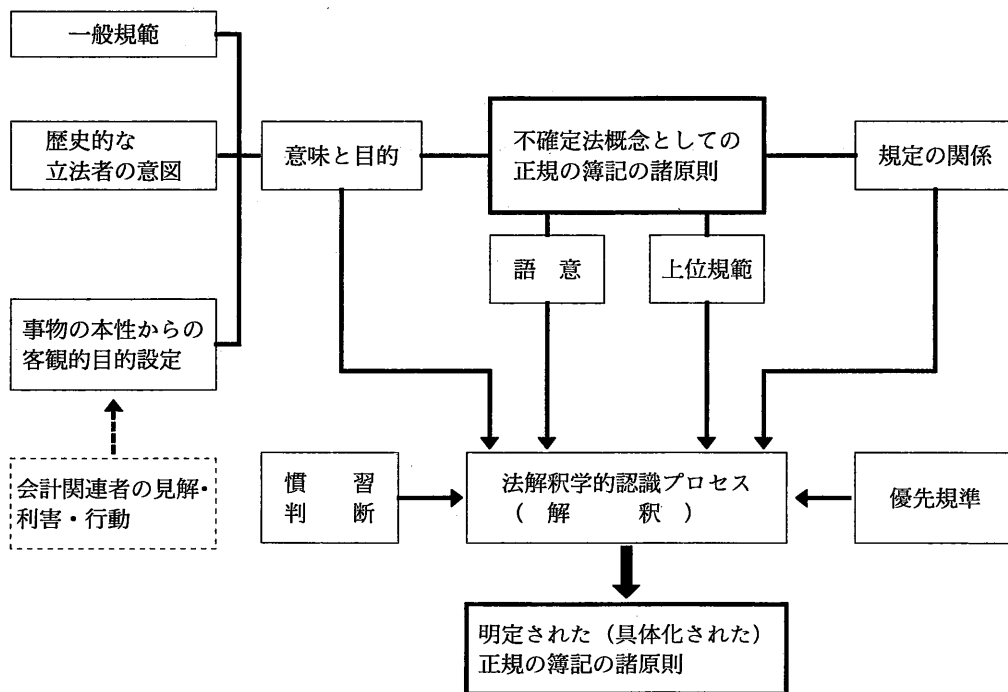 一般規範
歴史的な
立法者の意図
意味と目的
不確定法概念としての
正規の簿記の諸原則
規定の関係
語　意
上位規範
事物の本性からの
客観的目的設定
会計関連者の見解・
利害・行動
慣　習
判　断
法解釈学的認識プロセス
（　解　　　釈　）
優先規準
明定された（具体化された）
正規の簿記の諸原則